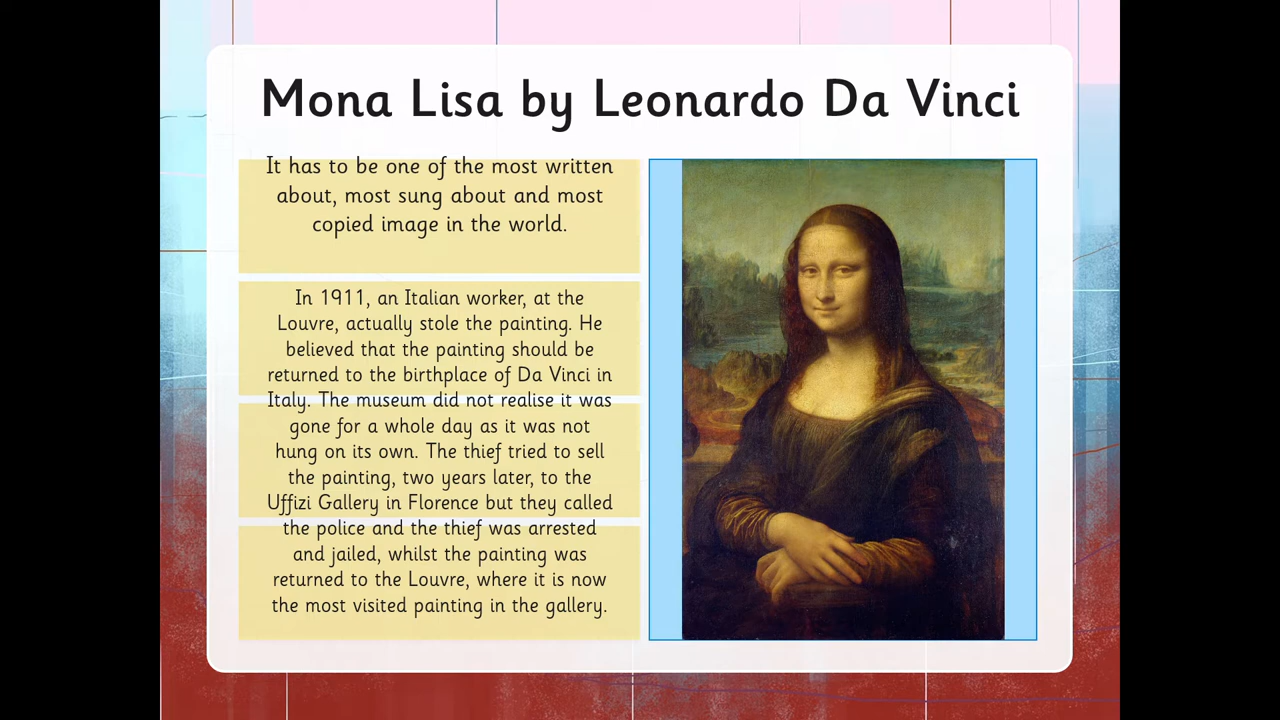 Mona Lisa by Leonardo Da Vinci
It has to be one of the most written
about, most sung about and most
copied image in the world.
In 1911, an Italian worker, at the
Louvre, actually stole the painting. He
believed that the painting should be
returned to the birthplace of Da Vinci in
Italy. The museum did not realise it was
gone for a whole day as it was not
hung on its own. The thief tried to sell
the painting, two years later, to the
Uffizi Gallery in Florence but they called
the police and the thief was arrested
and jailed, whilst the painting was
returned to the Louvre, where it is now
the most visited painting in the gallery.